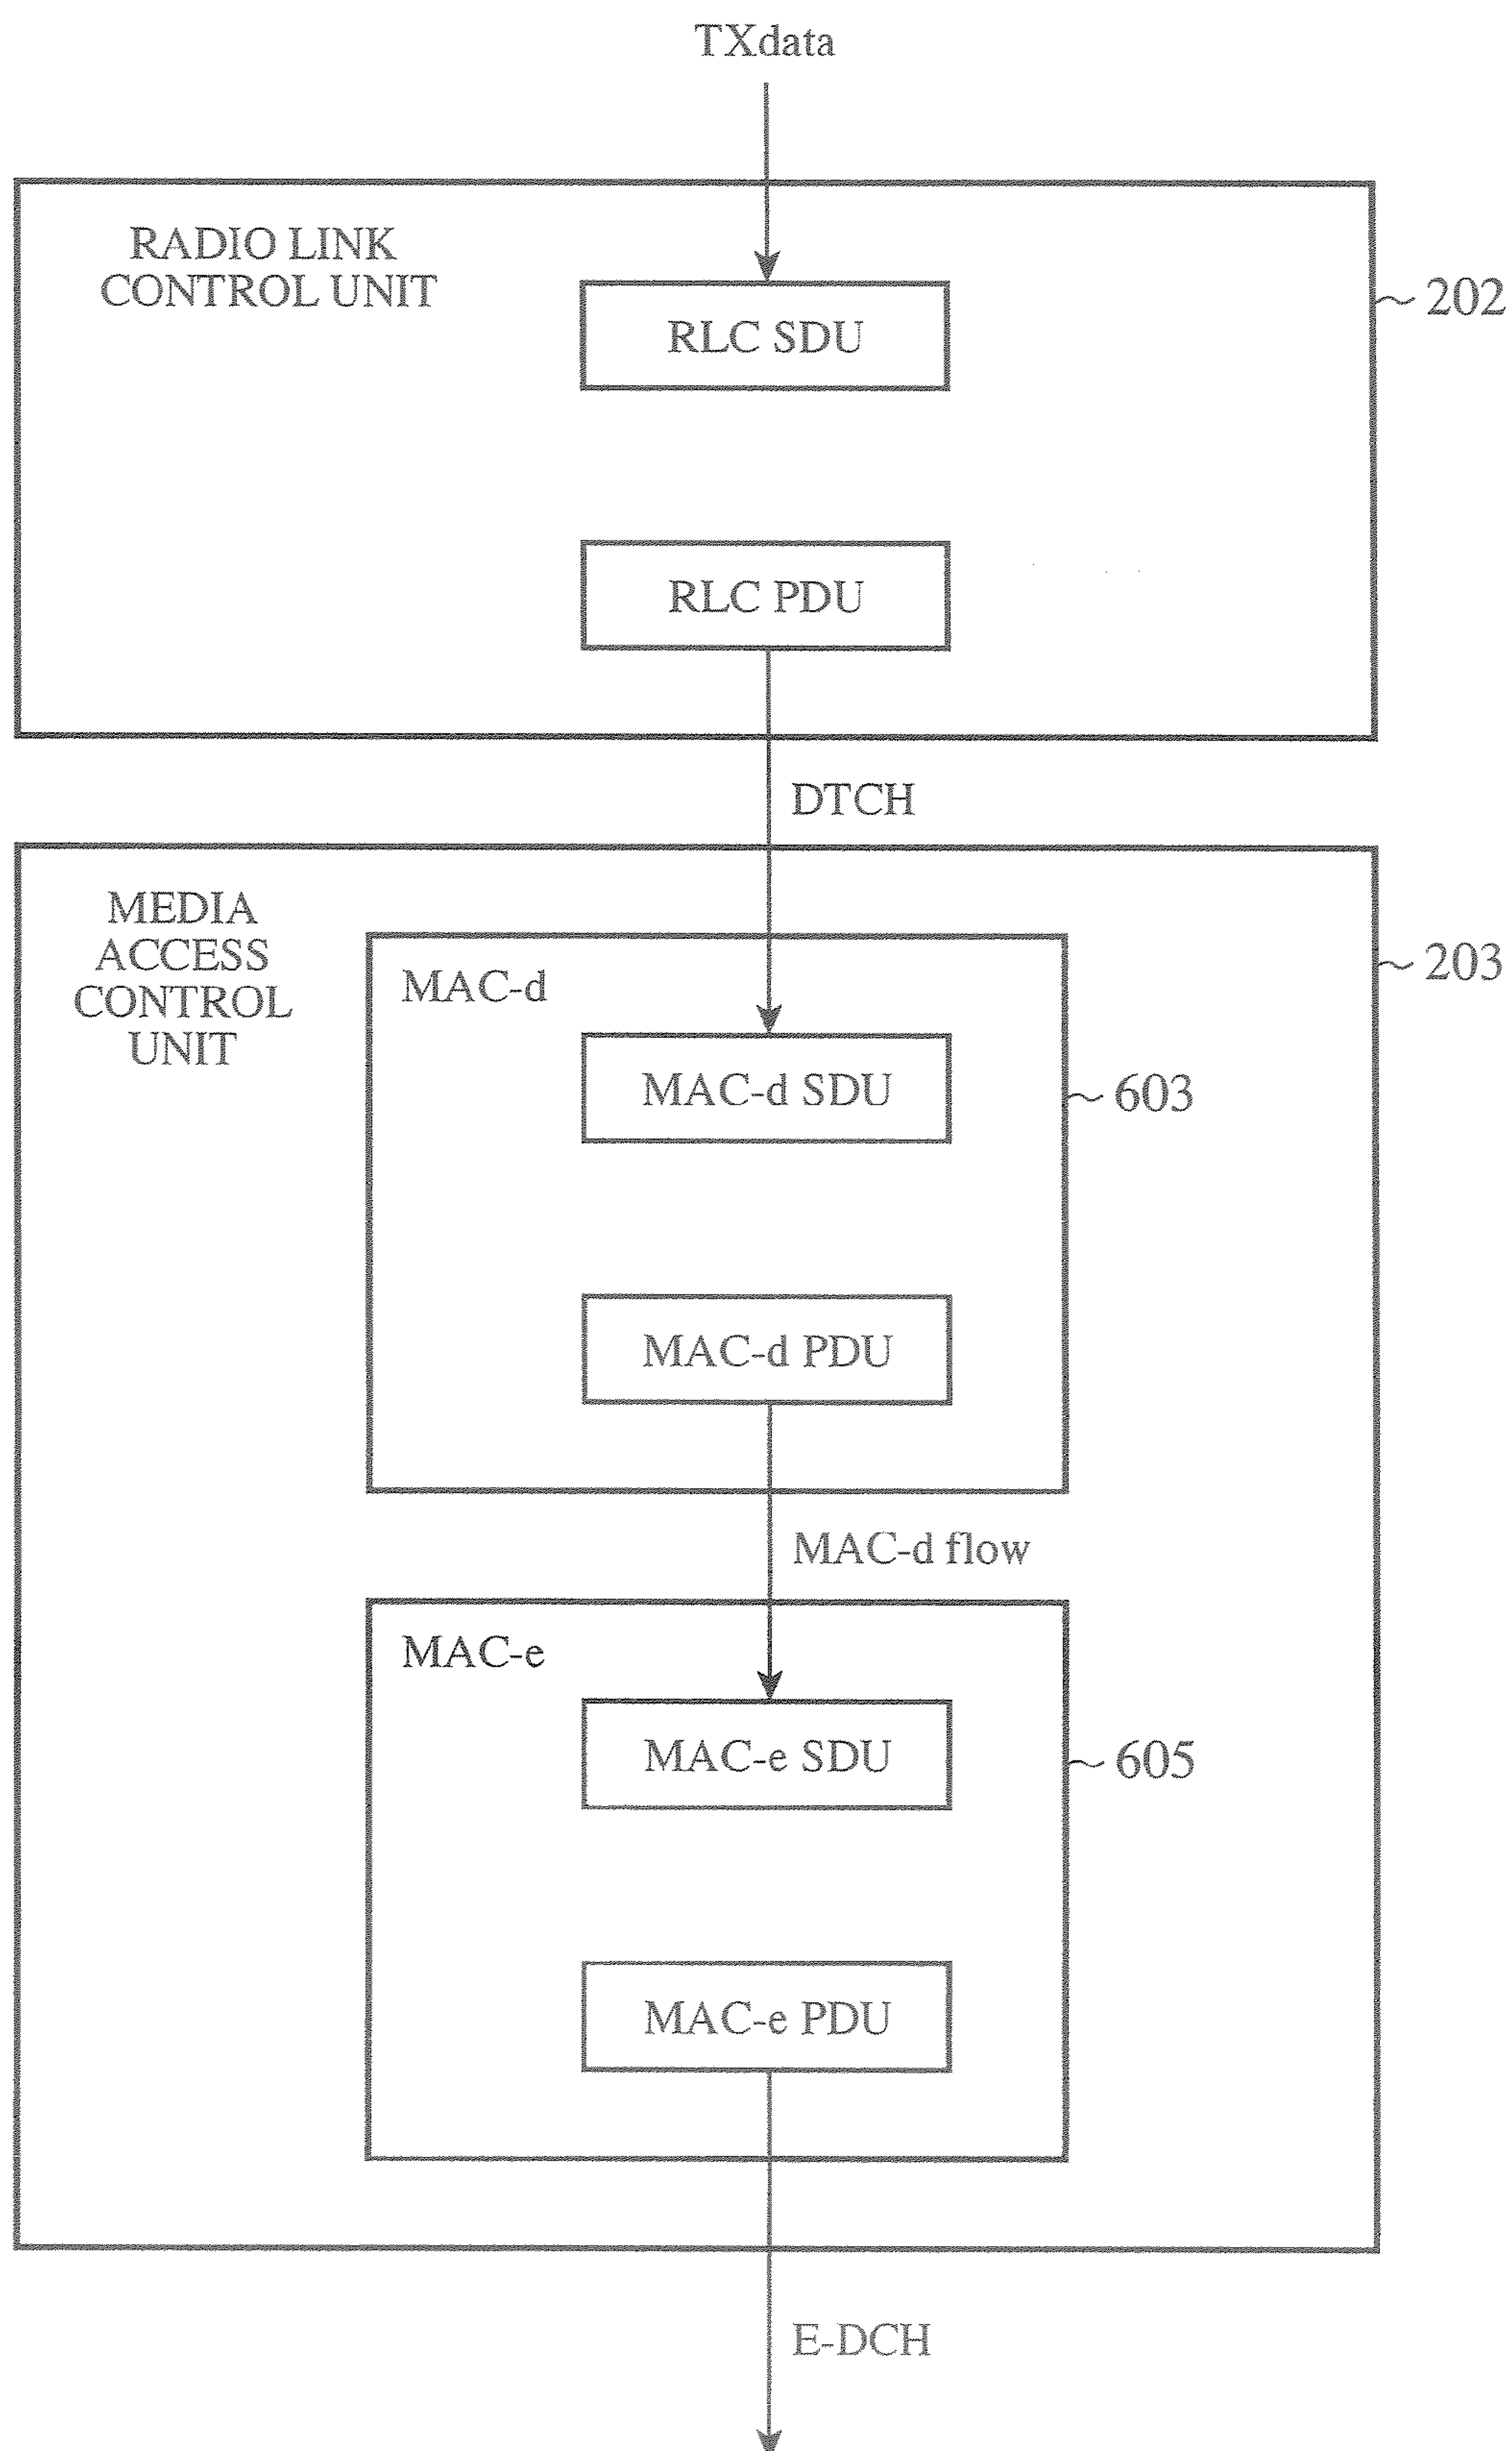 TXdata
RADIO LINK
CONTROL UNIT
RLC SDU
202
RLC PDU
DTCH
MEDIA
ACCESS
CONTROL
UNIT
203
MAC-d
MAC-d SDU
603
MAC-d PDU
MAC-d flow
MAC-e
MAC-e SDU
605
MAC-e PDU
E-DCH